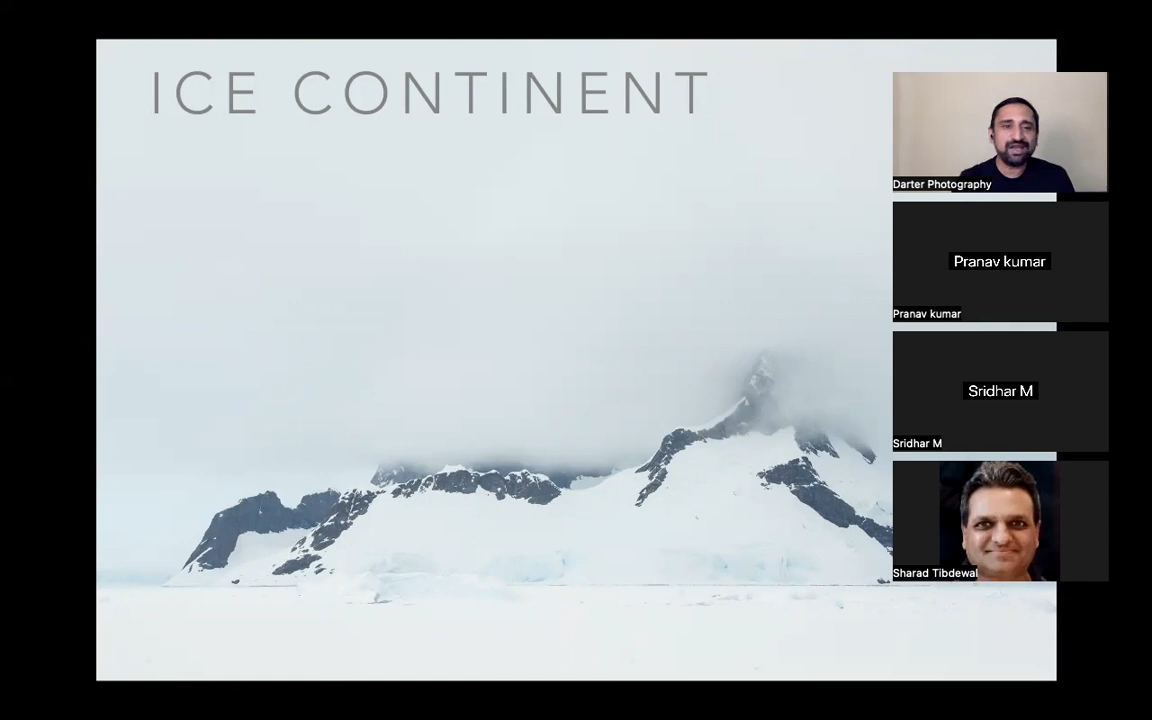 ICE CONTINENT
Darter Photography
Pranav kumar
Pranav kumar
Sridhar M
Sridhar M
Sharad Tibdewal